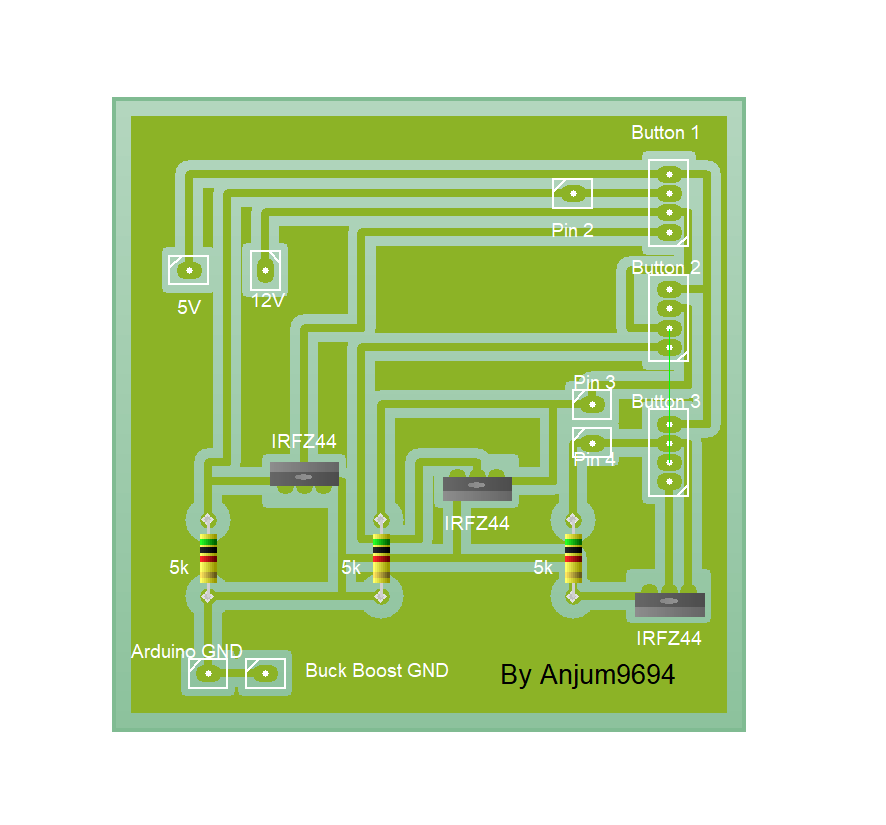 Button 1
Pin 2
Button 2
5V
12V
Pin 3
Button 3
IRFZ44
Pin 4
IRFZ44
5k
5k
5k
IRFZ44
Arduino GND
Buck Boost GND
By Anjum9694